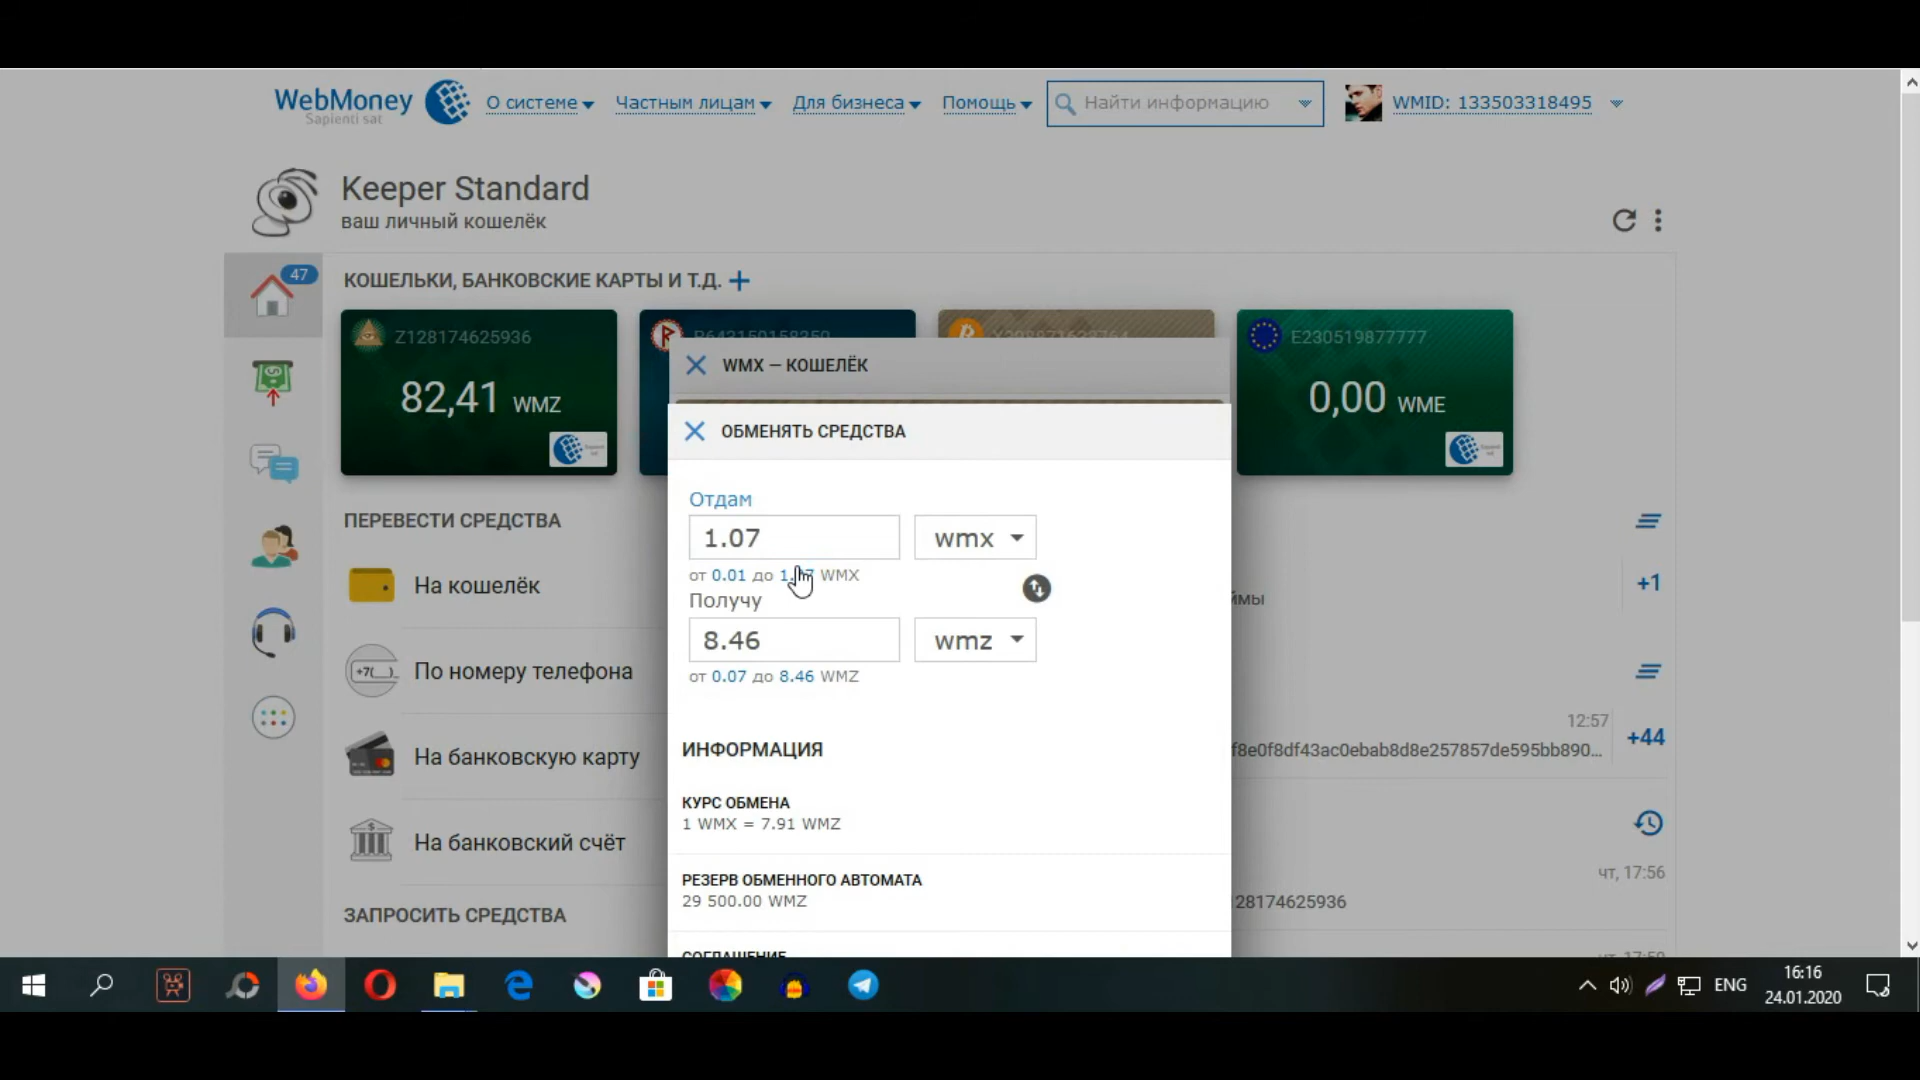 WebMoney
Sapienti sat
О системе
Частным лицам
Для бизнеса
Помощь
Найти информацию
WMID: 133503318495
Keeper Standard
ваш личный кошелёк
47
КОШЕЛЬКИ, БАНКОВСКИЕ КАРТЫ И Т.Д. +
Z128174625936
82,41 WMZ
E230519877777
0,00 WME
WMX — КОШЕЛЁК
ОБМЕНЯТЬ СРЕДСТВА
Отдам
1.07
wmx
от 0.01 до WMX
Получу
8.46
wmz
от 0.07 до 8.46 WMZ
ИНФОРМАЦИЯ
КУРС ОБМЕНА
1 WMX = 7.91 WMZ
РЕЗЕРВ ОБМЕННОГО АВТОМАТА
29 500.00 WMZ
ПЕРЕВЕСТИ СРЕДСТВА
На кошелёк
По номеру телефона
+7(__)
На банковскую карту
На банковский счёт
ЗАПРОСИТЬ СРЕДСТВА
+1
ймы
12:57
f8e0f8df43ac0ebab8d8e257857de595bb890...
+44
чт, 17:56
28174625936
ENG
16:16
24.01.2020